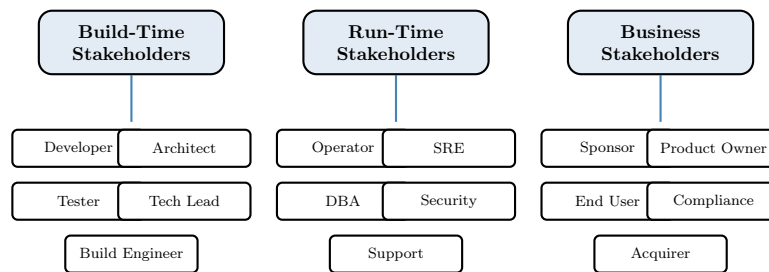 Build-Time
Stakeholders
Run-Time
Stakeholders
Business
Stakeholders
Developer
Architect
Operator
SRE
Sponsor
Product Owner
Tester
Tech Lead
DBA
Security
End User
Compliance
Build Engineer
Support
Acquirer